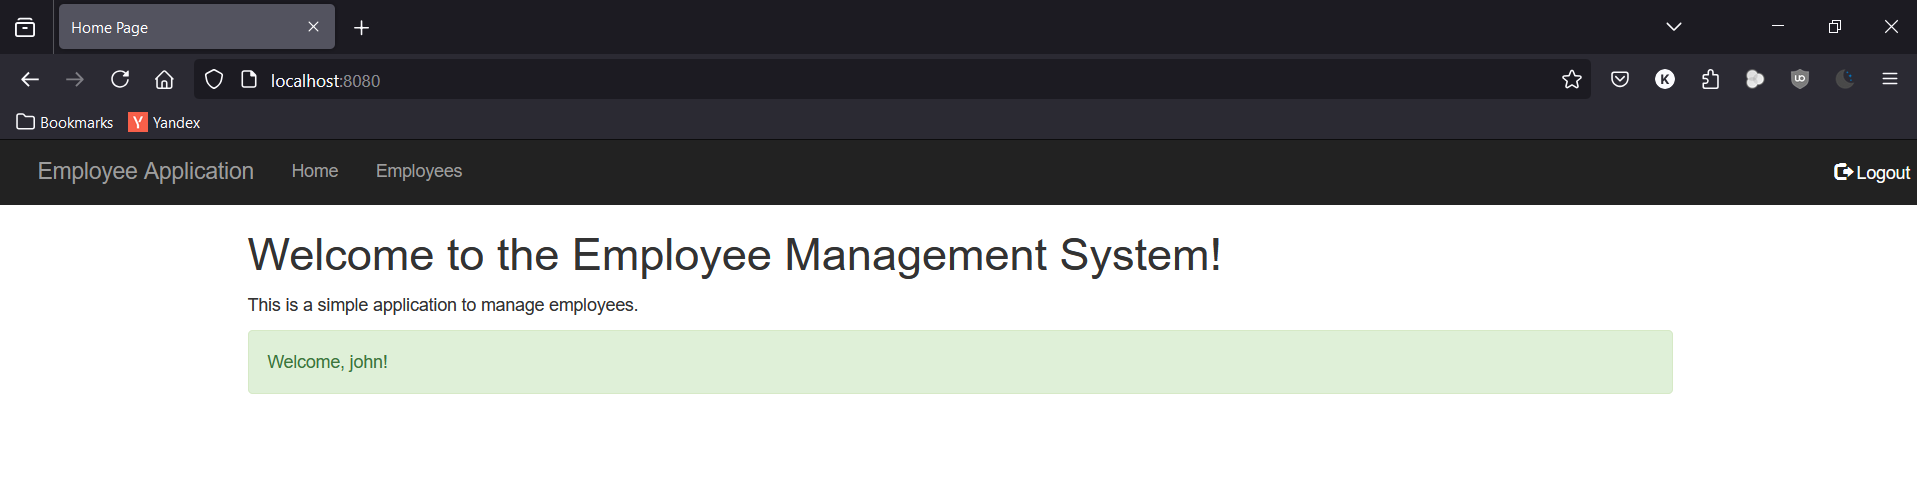 Home Page
localhost:8080
K
Bookmarks
Y Yandex
Employee Application Home Employees Logout
Welcome to the Employee Management System!
This is a simple application to manage employees.
Welcome, john!